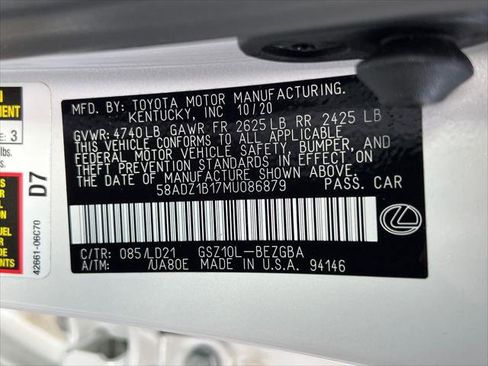 MFD. BY: TOYOTA MOTOR MANUFACTURING.
KENTUCKY, INC 10/20
GVWR: 4740LB GAWR FR 2625LB RR 2425 LB
THIS VEHICLE CONFORMS TO ALL APPLICABLE
FEDERAL MOTOR VEHICLE SAFETY, BUMPER, AND
THEFT PREVENTION STANDARDS IN EFFECT ON
THE DATE OF MANUFACTURE SHOWN ABOVE.
58ADZ1B17MU086879 PASS. CAR
C/TR: 085/LD21 GSZ10L-BEZGBA
A/TM: /UA80E MADE IN U.S.A. 94146
3
lbs.
D7
42661-06C70